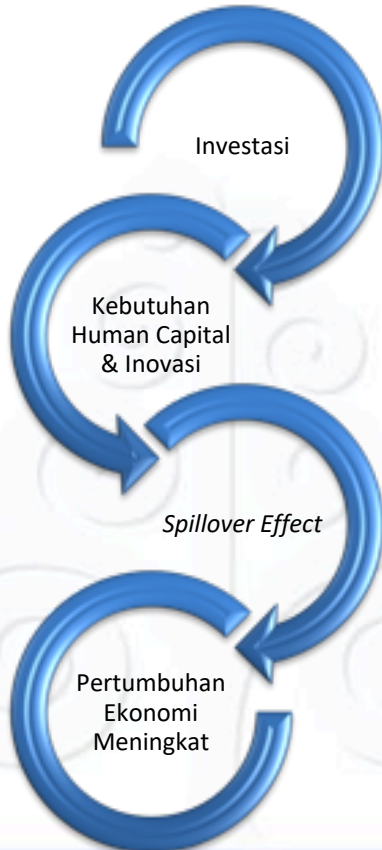 Investasi
Kebutuhan
Human Capital
& Inovasi
Spillover Effect
Pertumbuhan
Ekonomi
Meningkat